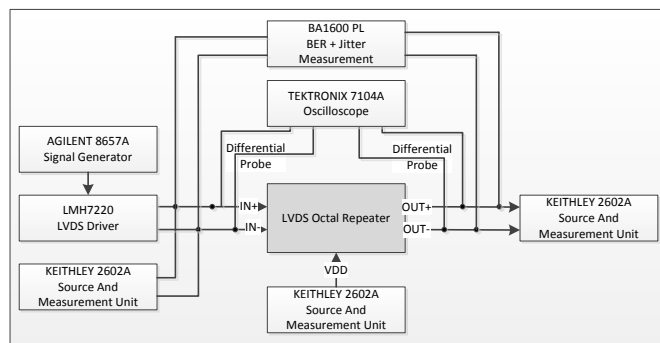 BA1600 PL
BER + Jitter
Measurement
TEKTRONIX 7104A
Oscilloscope
AGILENT 8657A
Signal Generator
Differential
Probe
Differential
Probe
LMH7220
LVDS Driver
IN+
IN-
LVDS Octal Repeater
OUT+
OUT-
KEITHLEY 2602A
Source And
Measurement Unit
KEITHLEY 2602A
Source And
Measurement Unit
VDD
KEITHLEY 2602A
Source And
Measurement Unit